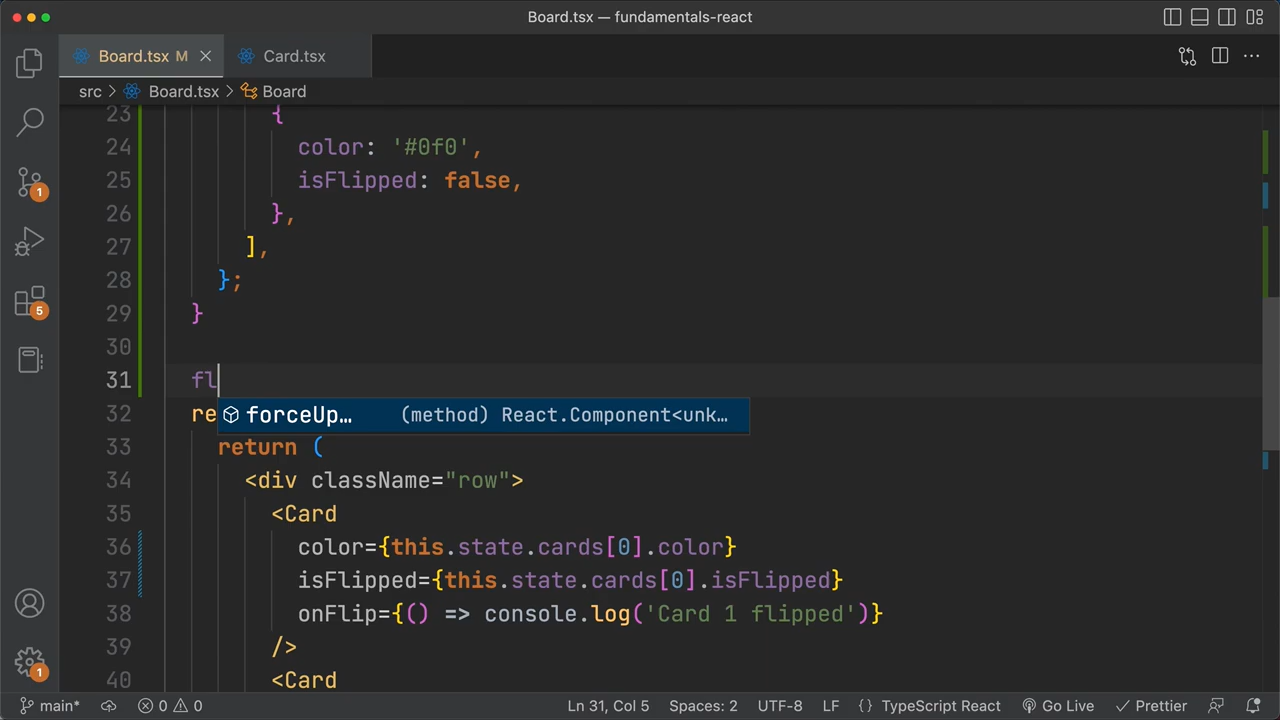 Board.tsx — fundamentals-react
Board.tsx M
Card.tsx
src > Board.tsx > Board
23 {
24 color: '#0f0',
25 isFlipped: false,
26 },
27 ],
28 };
29 }
30
31 fl
forceUp… (method) React.Component<unk…
32 re
33 return (
34 <div className="row">
35 <Card
36 color={this.state.cards[0].color}
37 isFlipped={this.state.cards[0].isFlipped}
38 onFlip={() => console.log('Card 1 flipped')}
39 />
40 <Card
1
5
1
main* 0 0 Ln 31, Col 5 Spaces: 2 UTF-8 LF {} TypeScript React Go Live Prettier